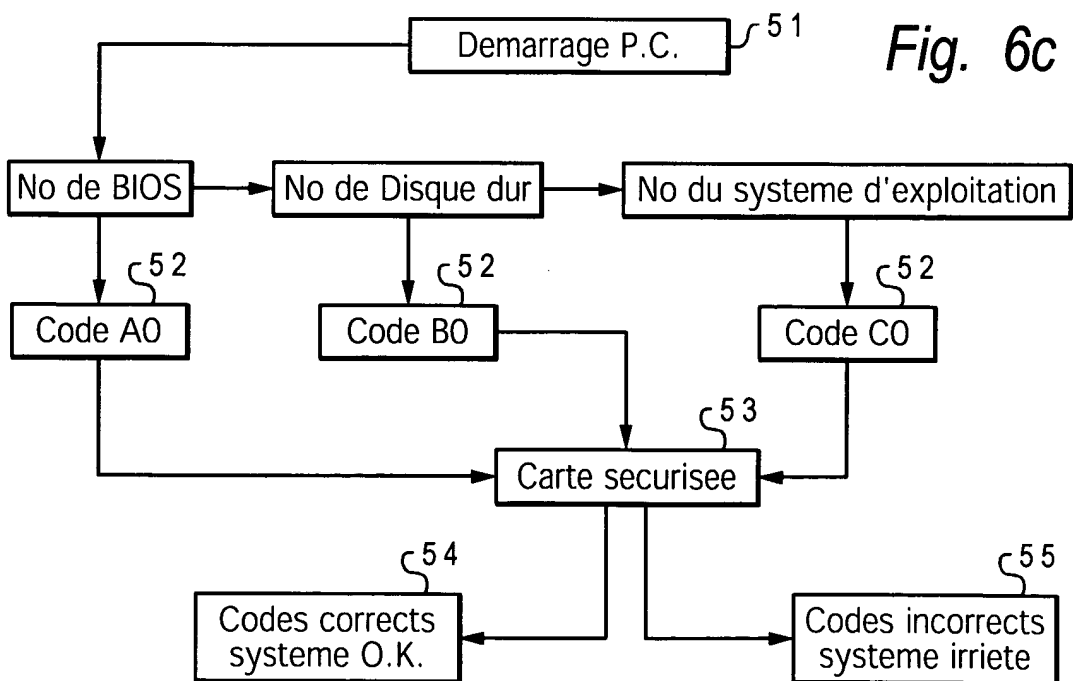 Demarrage P.C.
51
Fig. 6c
No de BIOS
No de Disque dur
No du systeme d'exploitation
52
52
52
Code A0
Code B0
Code C0
53
Carte securisee
54
55
Codes corrects
systeme O.K.
Codes incorrects
systeme irriete